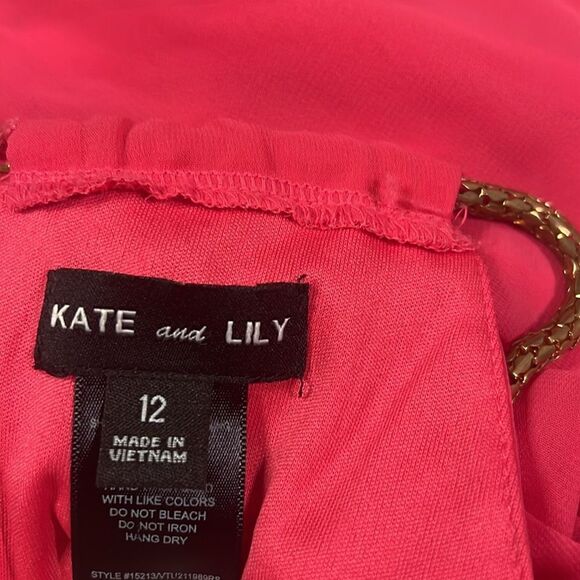 KATE and LILY
12
MADE IN
VIETNAM
WITH LIKE COLORS
DO NOT BLEACH
DO NOT IRON
HANG DRY